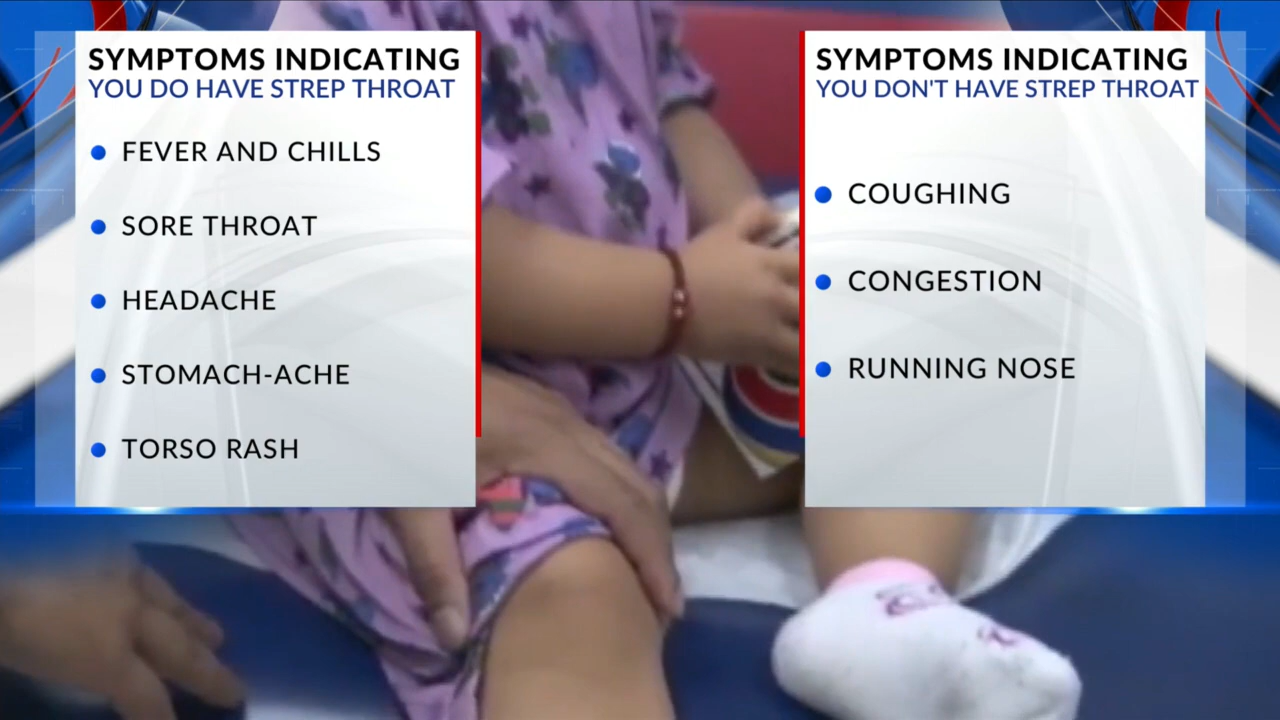 SYMPTOMS INDICATING
YOU DO HAVE STREP THROAT
FEVER AND CHILLS
SORE THROAT
HEADACHE
STOMACH-ACHE
TORSO RASH
SYMPTOMS INDICATING
YOU DON'T HAVE STREP THROAT
COUGHING
CONGESTION
RUNNING NOSE